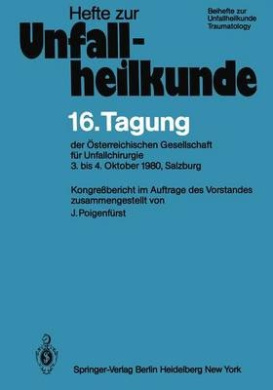 Hefte zur
Beihefte zur
Unfallheilkunde
Traumatology
Unfall-
heilkunde
16. Tagung
der Österreichischen Gesellschaft
für Unfallchirurgie
3. bis 4. Oktober 1980, Salzburg
Kongreßbericht im Auftrage des Vorstandes
zusammengestellt von
J. Poigenfürst
Springer-Verlag Berlin Heidelberg New York